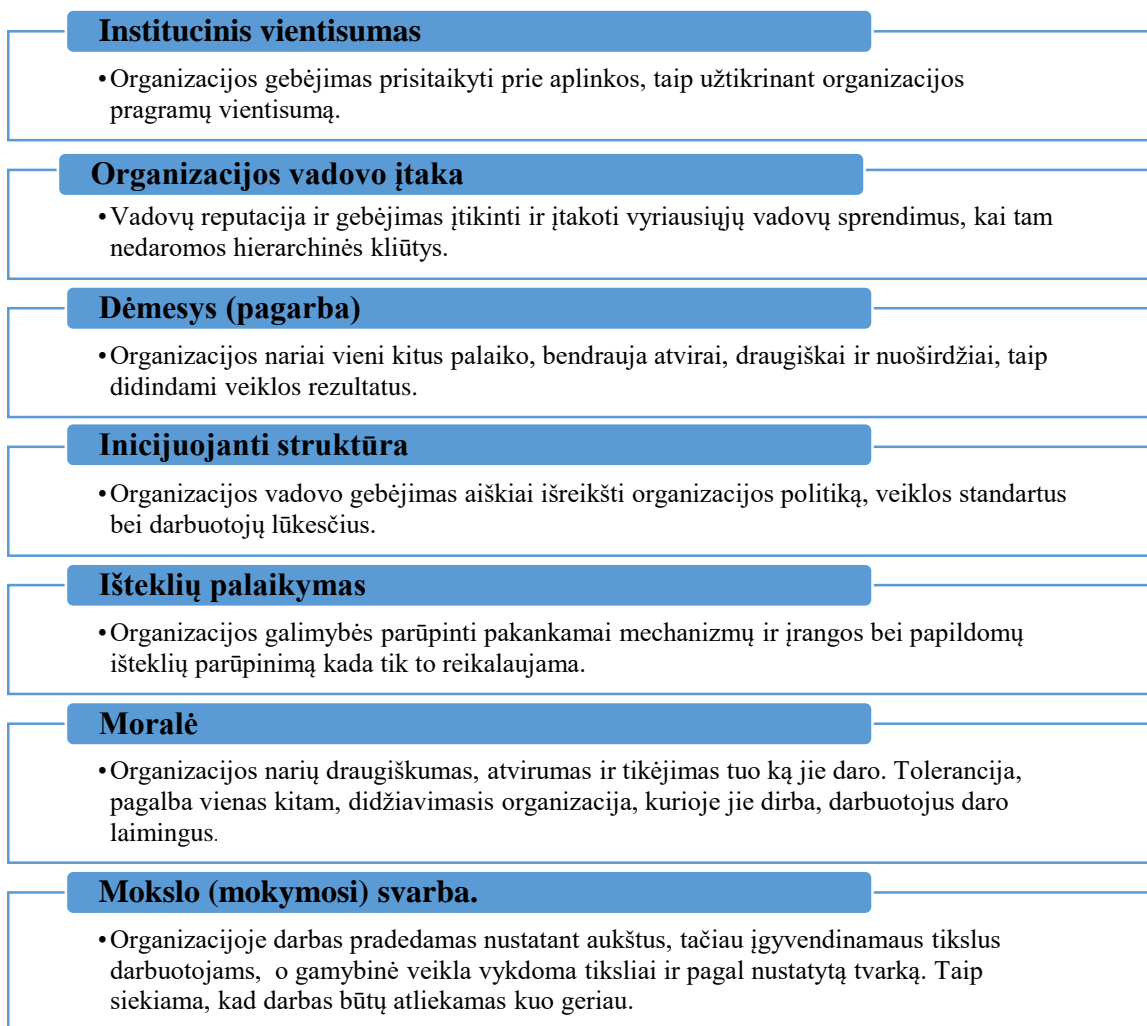 Institucinis vientisumas
•Organizacijos gebėjimas prisitaikyti prie aplinkos, taip užtikrinant organizacijos
pragramų vientisumą.
Organizacijos vadovo įtaka
•Vadovų reputacija ir gebėjimas įtikinti ir įtakoti vyriausiųjų vadovų sprendimus, kai tam
nedaromos hierarchinės kliūtys.
Dėmesys (pagarba)
•Organizacijos nariai vieni kitus palaiko, bendrauja atvirai, draugiškai ir nuoširdžiai, taip
didindami veiklos rezultatus.
Inicijuojanti struktūra
•Organizacijos vadovo gebėjimas aiškiai išreikšti organizacijos politiką, veiklos standartus
bei darbuotojų lūkesčius.
Išteklių palaikymas
•Organizacijos galimybės parūpinti pakankamai mechanizmų ir įrangos bei papildomų
išteklių parūpinimą kada tik to reikalaujama.
Moralė
•Organizacijos narių draugiškumas, atvirumas ir tikėjimas tuo ką jie daro. Tolerancija,
pagalba vienas kitam, didžiavimasis organizacija, kurioje jie dirba, darbuotojus daro
laimingus.
Mokslo (mokymosi) svarba.
•Organizacijoje darbas pradedamas nustatant aukštus, tačiau įgyvendinamaus tikslus
darbuotojams, o gamybinė veikla vykdoma tiksliai ir pagal nustatytą tvarką. Taip
siekiama, kad darbas būtų atliekamas kuo geriau.